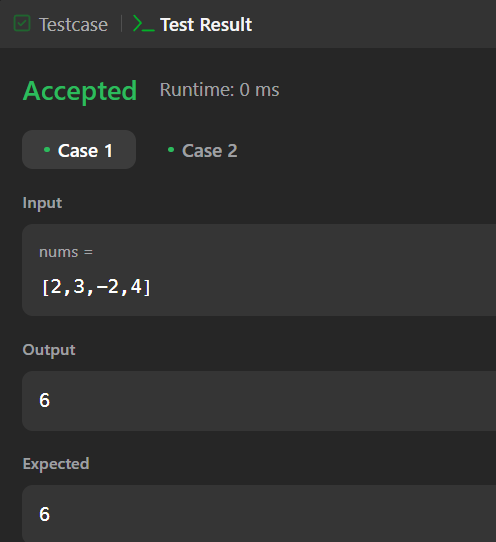 Testcase | >_ Test Result
Accepted Runtime: 0 ms
• Case 1 • Case 2
Input
nums =
[2,3,-2,4]
Output
6
Expected
6